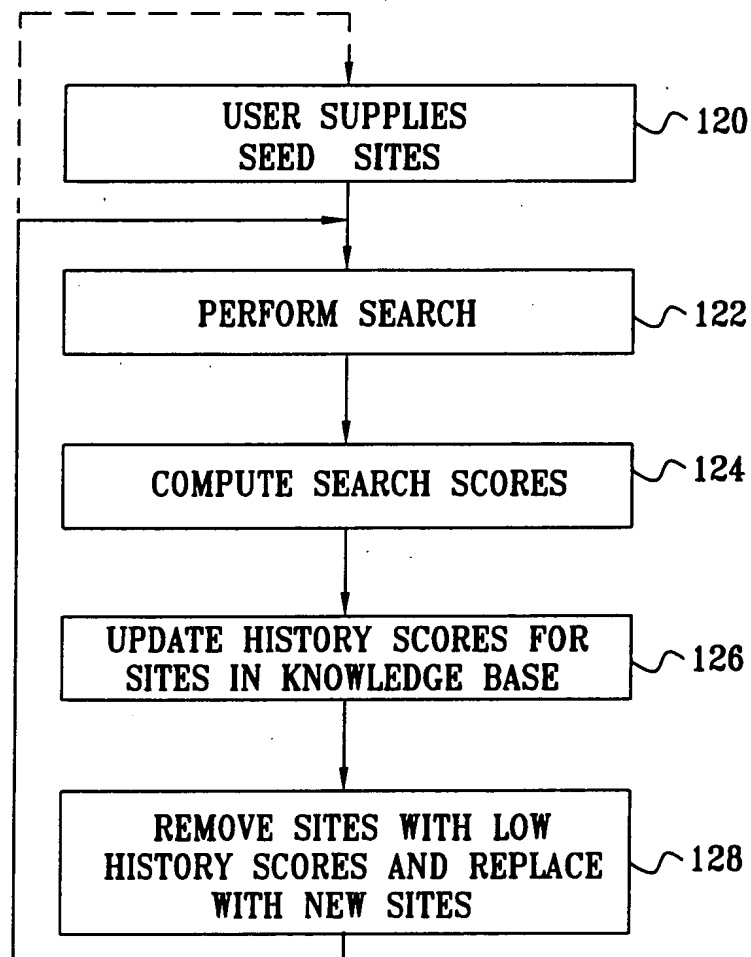 USER SUPPLIES
SEED SITES
120
PERFORM SEARCH
122
COMPUTE SEARCH SCORES
124
UPDATE HISTORY SCORES FOR
SITES IN KNOWLEDGE BASE
126
REMOVE SITES WITH LOW
HISTORY SCORES AND REPLACE
WITH NEW SITES
128